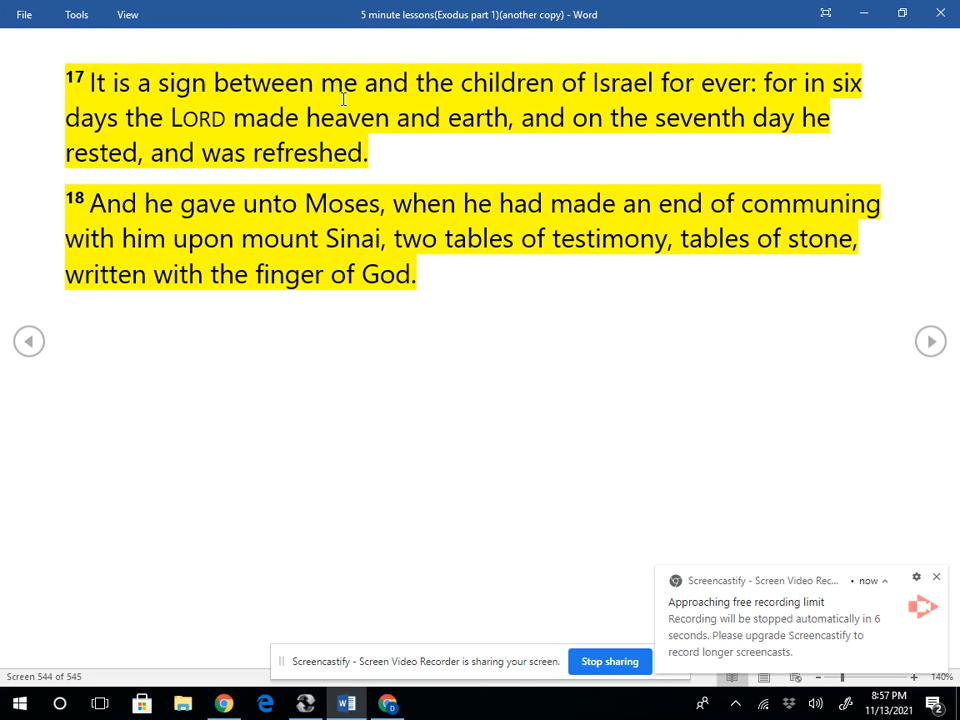 File Tools View 5 minute lessons(Exodus part 1)(another copy) - Word
17 It is a sign between me and the children of Israel for ever: for in six
days the LORD made heaven and earth, and on the seventh day he
rested, and was refreshed.
18 And he gave unto Moses, when he had made an end of communing
with him upon mount Sinai, two tables of testimony, tables of stone,
written with the finger of God.
Screencastify - Screen Video Rec... • now
Approaching free recording limit
Recording will be stopped automatically in 6
seconds. Please upgrade Screencastify to
record longer screencasts.
Screencastify - Screen Video Recorder is sharing your screen. Stop sharing
Screen 544 of 545 140%
8:57 PM
11/13/2021
2